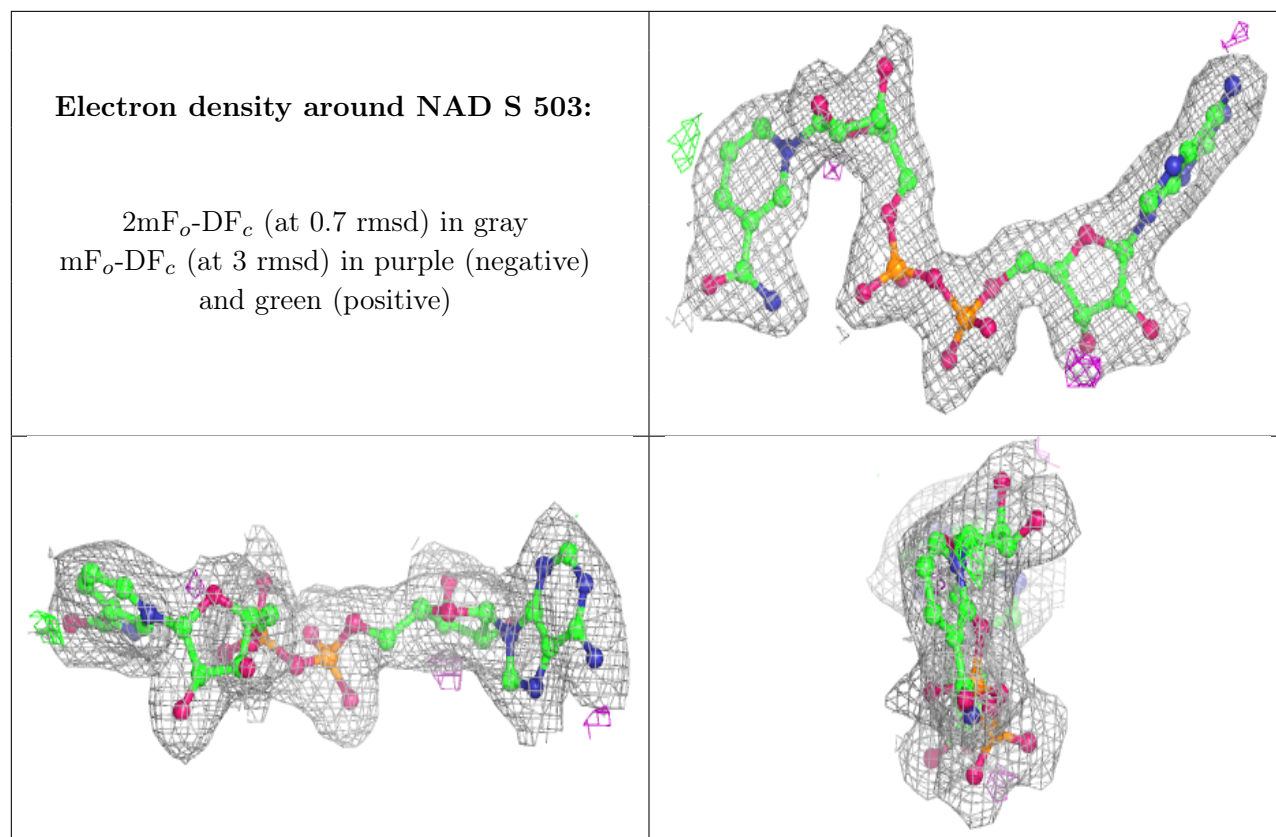 Electron density around NAD S 503:
2mFo-DFc (at 0.7 rmsd) in gray
mFo-DFc (at 3 rmsd) in purple (negative)
and green (positive)